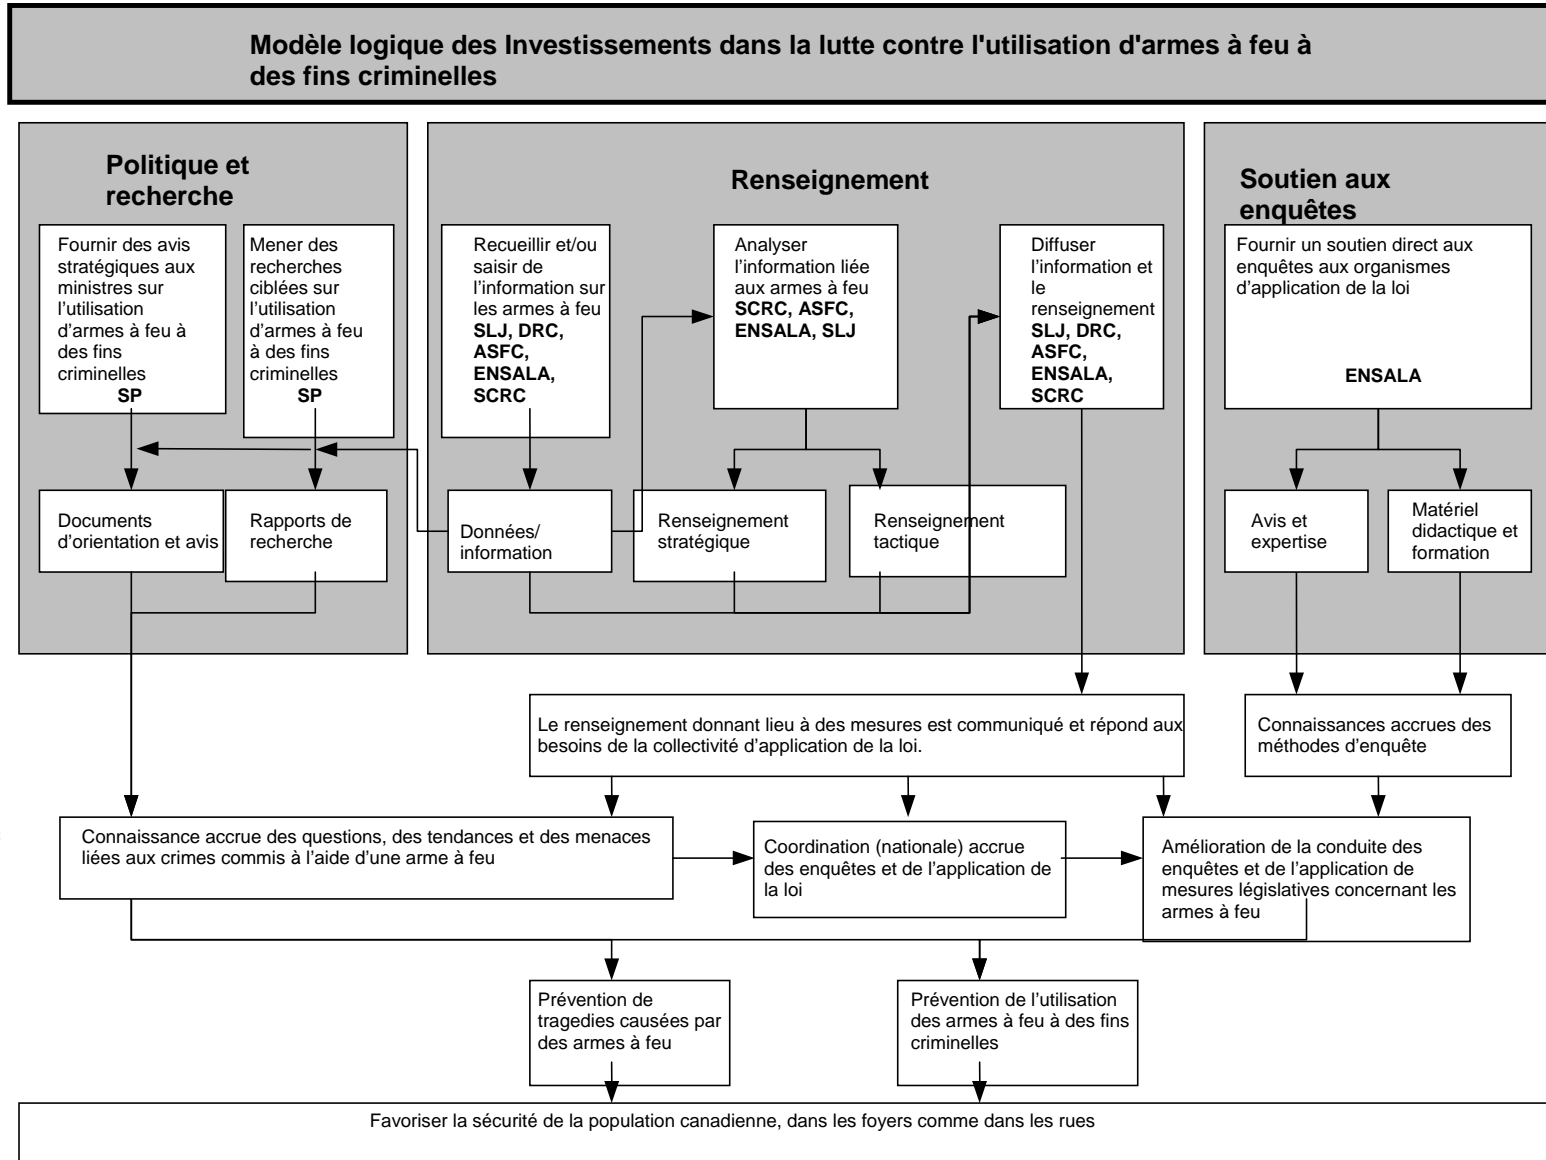 Modèle logique des Investissements dans la lutte contre l'utilisation d'armes à feu à
des fins criminelles
Politique et
recherche
Fournir des avis
stratégiques aux
ministres sur
l’utilisation
d’armes à feu à
des fins
criminelles
SP
Mener des
recherches
ciblées sur
l’utilisation
d’armes à feu
à des fins
criminelles
SP
Documents
d’orientation et avis
Rapports de
recherche
Renseignement
Recueillir et/ou
saisir de
l’information sur
les armes à feu
SLJ, DRC,
ASFC,
ENSALA,
SCRC
Analyser
l’information liée
aux armes à feu
SCRC, ASFC,
ENSALA, SLJ
Diffuser
l’information et
le
renseignement
SLJ, DRC,
ASFC,
ENSALA,
SCRC
Données/
information
Renseignement
stratégique
Renseignement
tactique
Soutien aux
enquêtes
Fournir un soutien direct aux
enquêtes aux organismes
d’application de la loi
ENSALA
Avis et
expertise
Matériel
didactique et
formation
Le renseignement donnant lieu à des mesures est communiqué et répond aux
besoins de la collectivité d’application de la loi.
Connaissances accrues des
méthodes d’enquête
Connaissance accrue des questions, des tendances et des menaces
liées aux crimes commis à l’aide d’une arme à feu
Coordination (nationale) accrue
des enquêtes et de l’application de
la loi
Amélioration de la conduite des
enquêtes et de l’application de
mesures législatives concernant les
armes à feu
Prévention de
tragedies causées par
des armes à feu
Prévention de l’utilisation
des armes à feu à des fins
criminelles
Favoriser la sécurité de la population canadienne, dans les foyers comme dans les rues